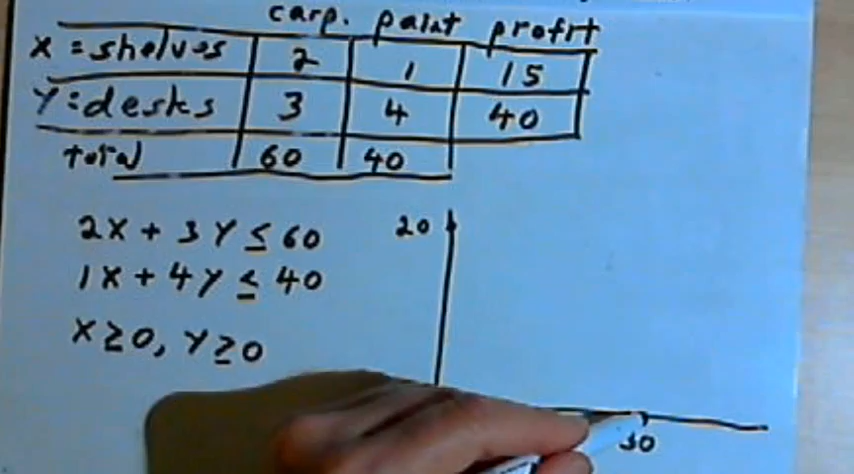 carp. paint profit
x = shelves 2 1 15
Y = desks 3 4 40
total 60 40
2X + 3Y ≤ 60
1X + 4Y ≤ 40
X ≥ 0, Y ≥ 0
20
30